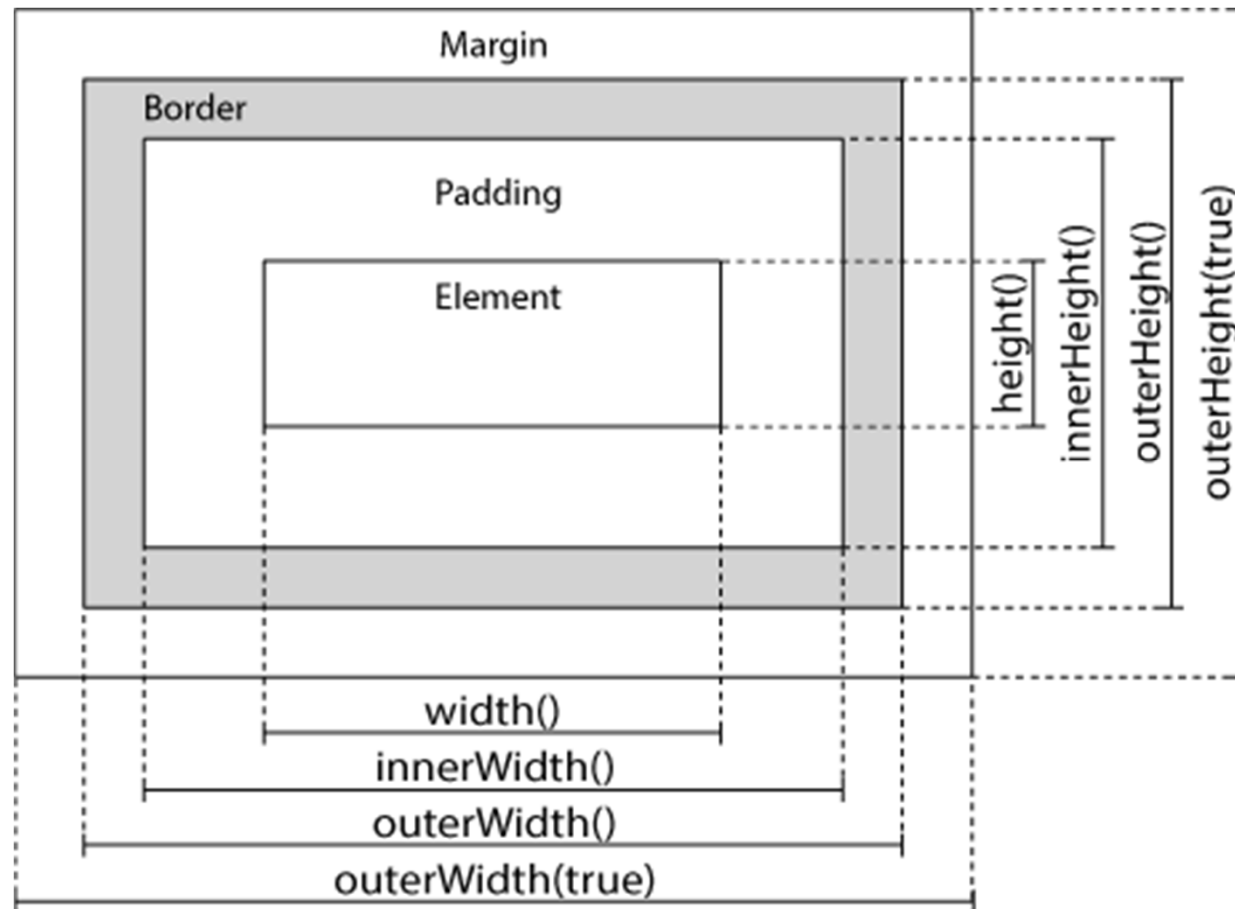 Margin
Border
Padding
Element
height()
innerHeight()
outerHeight()
outerHeight(true)
width()
innerWidth()
outerWidth()
outerWidth(true)